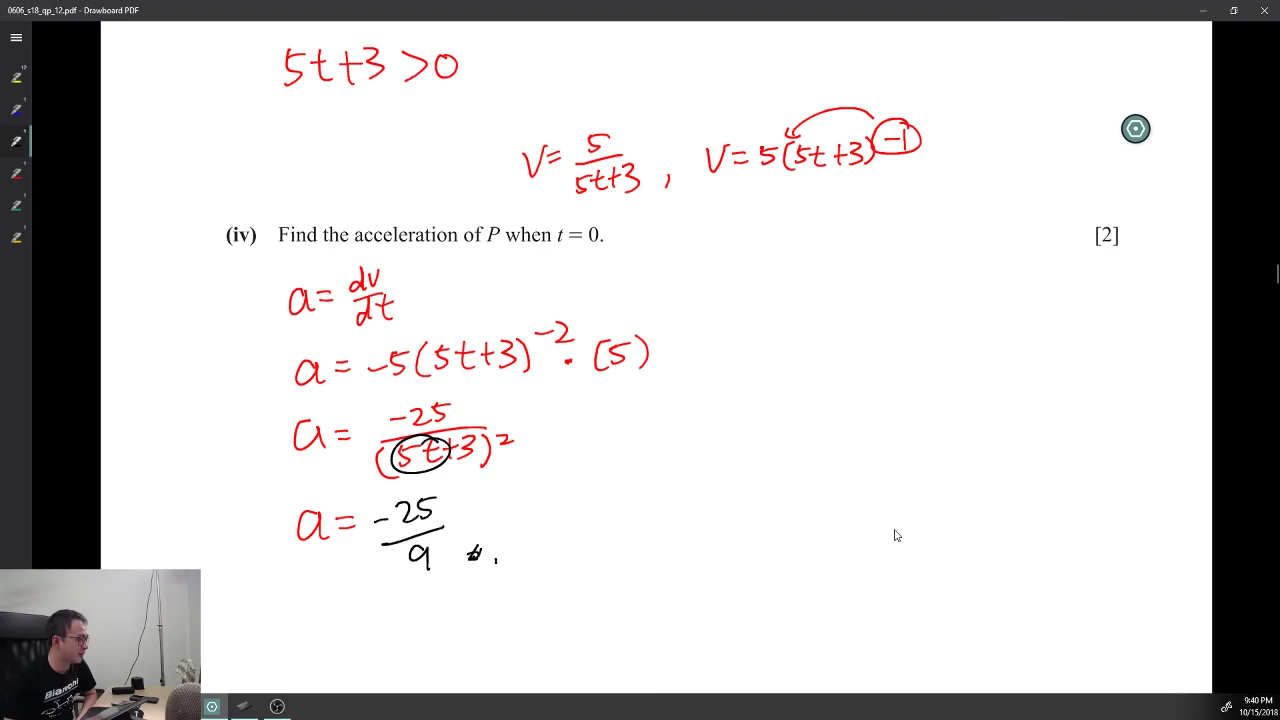 0606_s18_qp_12.pdf - Drawboard PDF
5t+3 >0
V= 5/(5t+3) , V= 5(5t+3)^-1
(iv) Find the acceleration of P when t = 0. [2]
a= dv/dt
a= -5(5t+3)^-2 · (5)
a= -25/(5t+3)²
a= -25/9
Bianchi
9:40 PM
10/15/2018